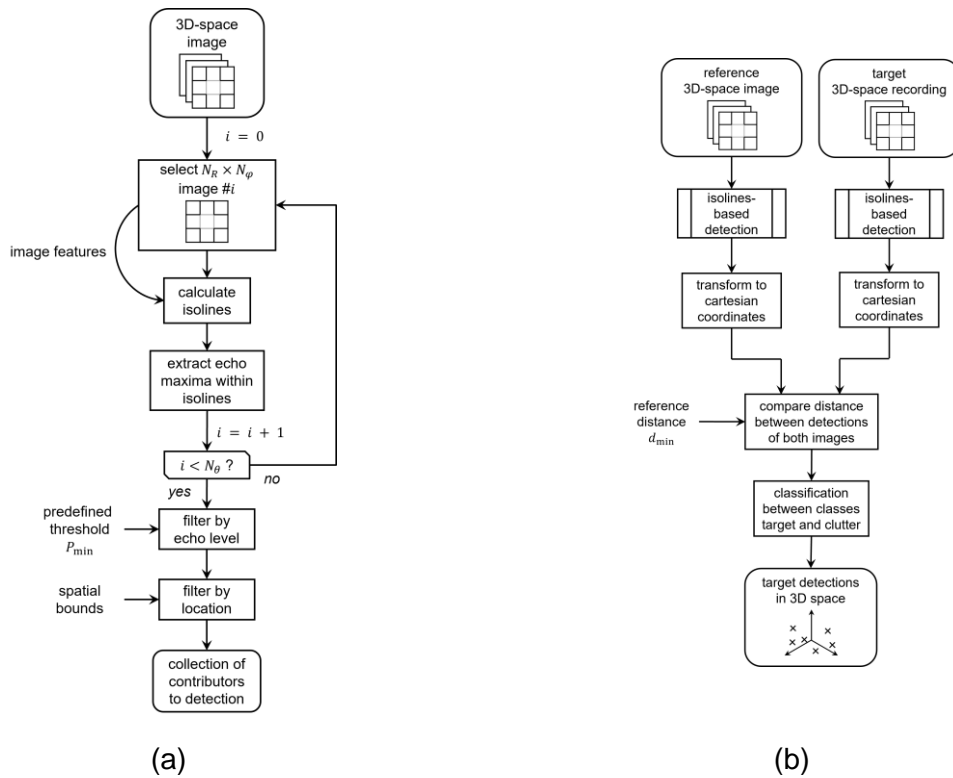 3D-space
image
i = 0
select N_R × N_φ
image #i
image features
calculate
isolines
extract echo
maxima within
isolines
i = i + 1
i < N_θ ?
no
yes
predefined
threshold
P_min
filter by
echo level
spatial
bounds
filter by
location
collection of
contributors
to detection
(a)
reference
3D-space image
target
3D-space recording
isolines-
based
detection
isolines-
based
detection
transform to
cartesian
coordinates
transform to
cartesian
coordinates
reference
distance
d_min
compare distance
between detections
of both images
classification
between classes
target and clutter
target detections
in 3D space
(b)